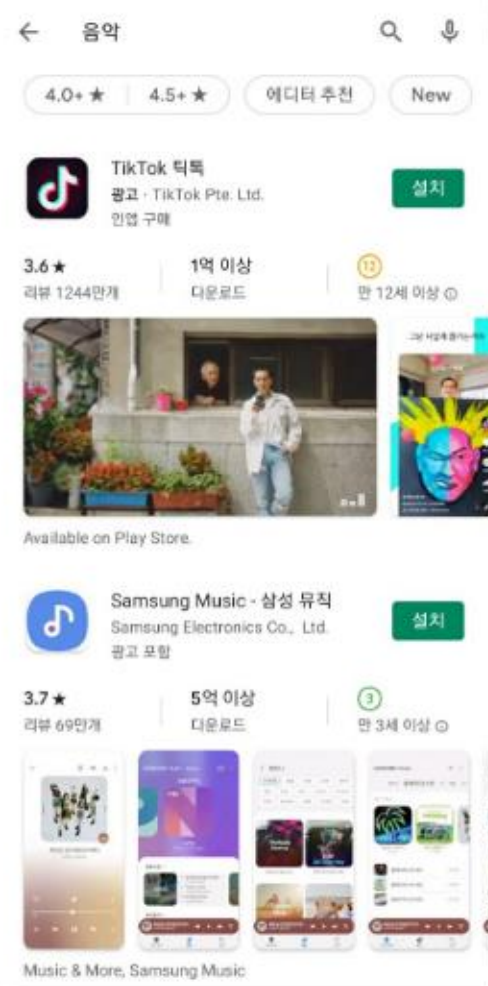 음악
4.0+ ★ 4.5+ ★ 에디터 추천 New
TikTok 틱톡
광고 · TikTok Pte. Ltd.
인앱 구매
설치
3.6 ★ 1억 이상 12
리뷰 1244만개 다운로드 만 12세 이상
Available on Play Store.
Samsung Music - 삼성 뮤직
Samsung Electronics Co., Ltd.
광고 포함
설치
3.7 ★ 5억 이상 3
리뷰 69만개 다운로드 만 3세 이상
Music & More, Samsung Music